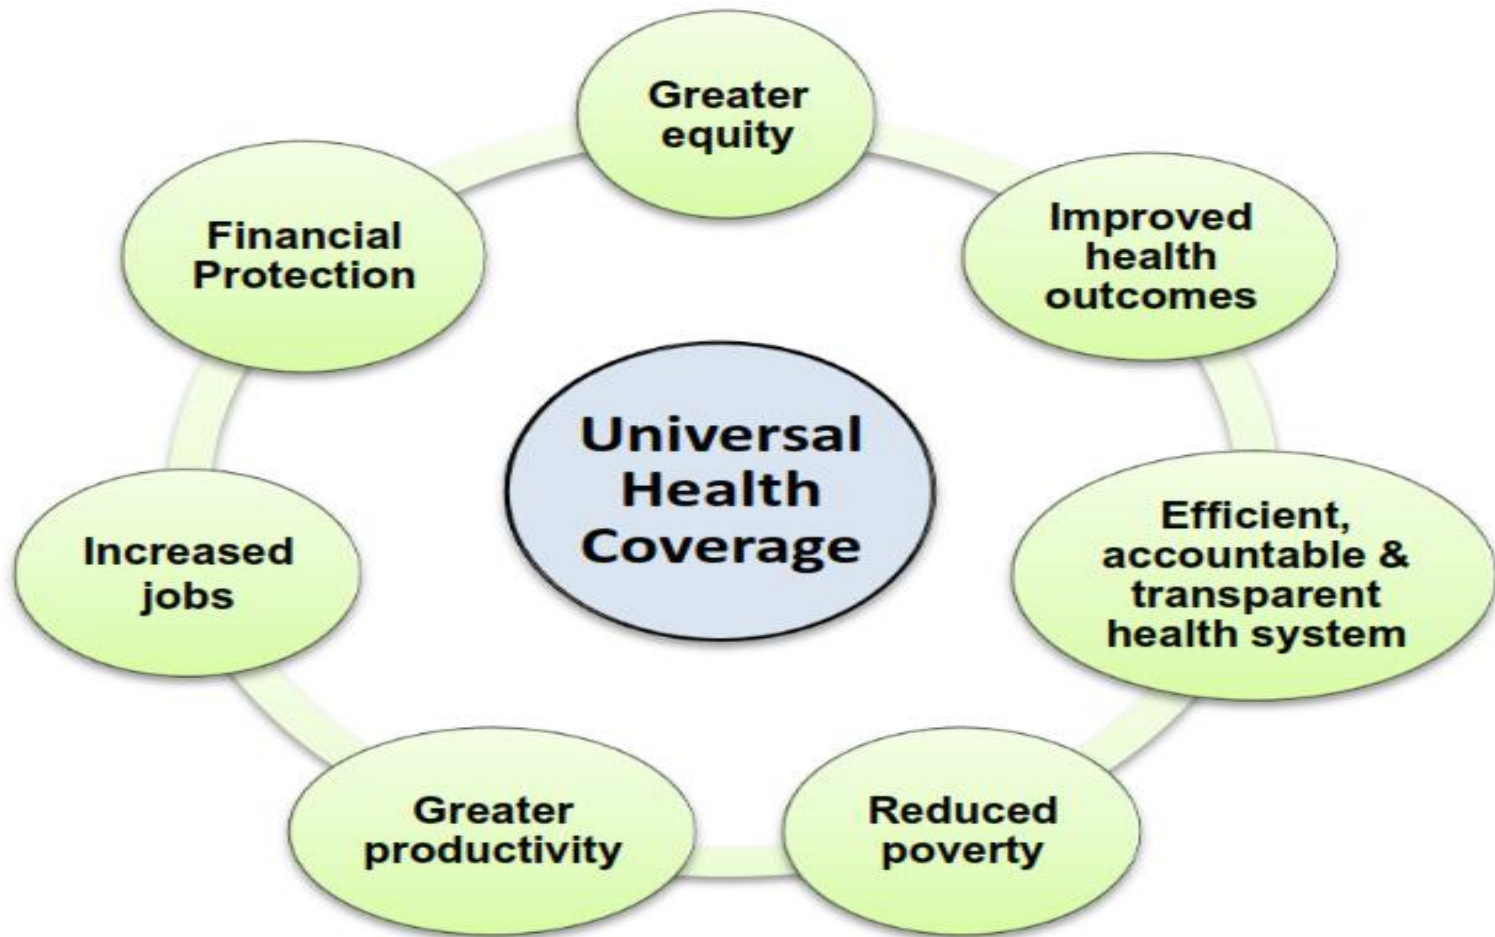 Greater
equity
Improved
health
outcomes
Efficient,
accountable &
transparent
health system
Reduced
poverty
Greater
productivity
Increased
jobs
Financial
Protection
Universal
Health
Coverage